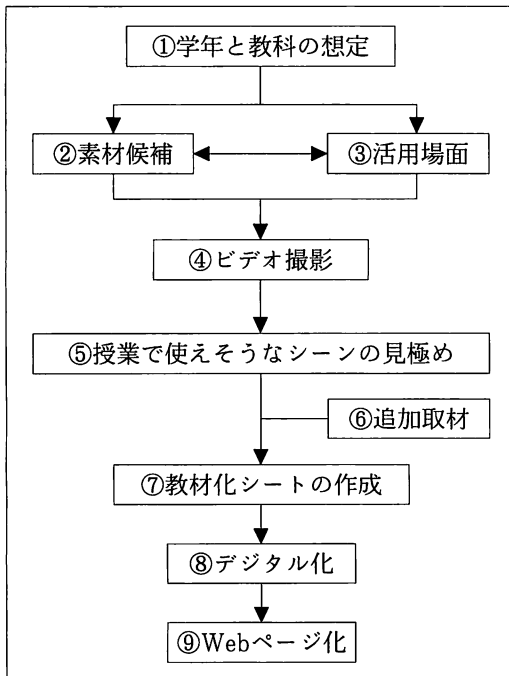 ①学年と教科の想定
②素材候補
③活用場面
④ビデオ撮影
⑤授業で使えそうなシーンの見極め
⑥追加取材
⑦教材化シートの作成
⑧デジタル化
⑨Webページ化